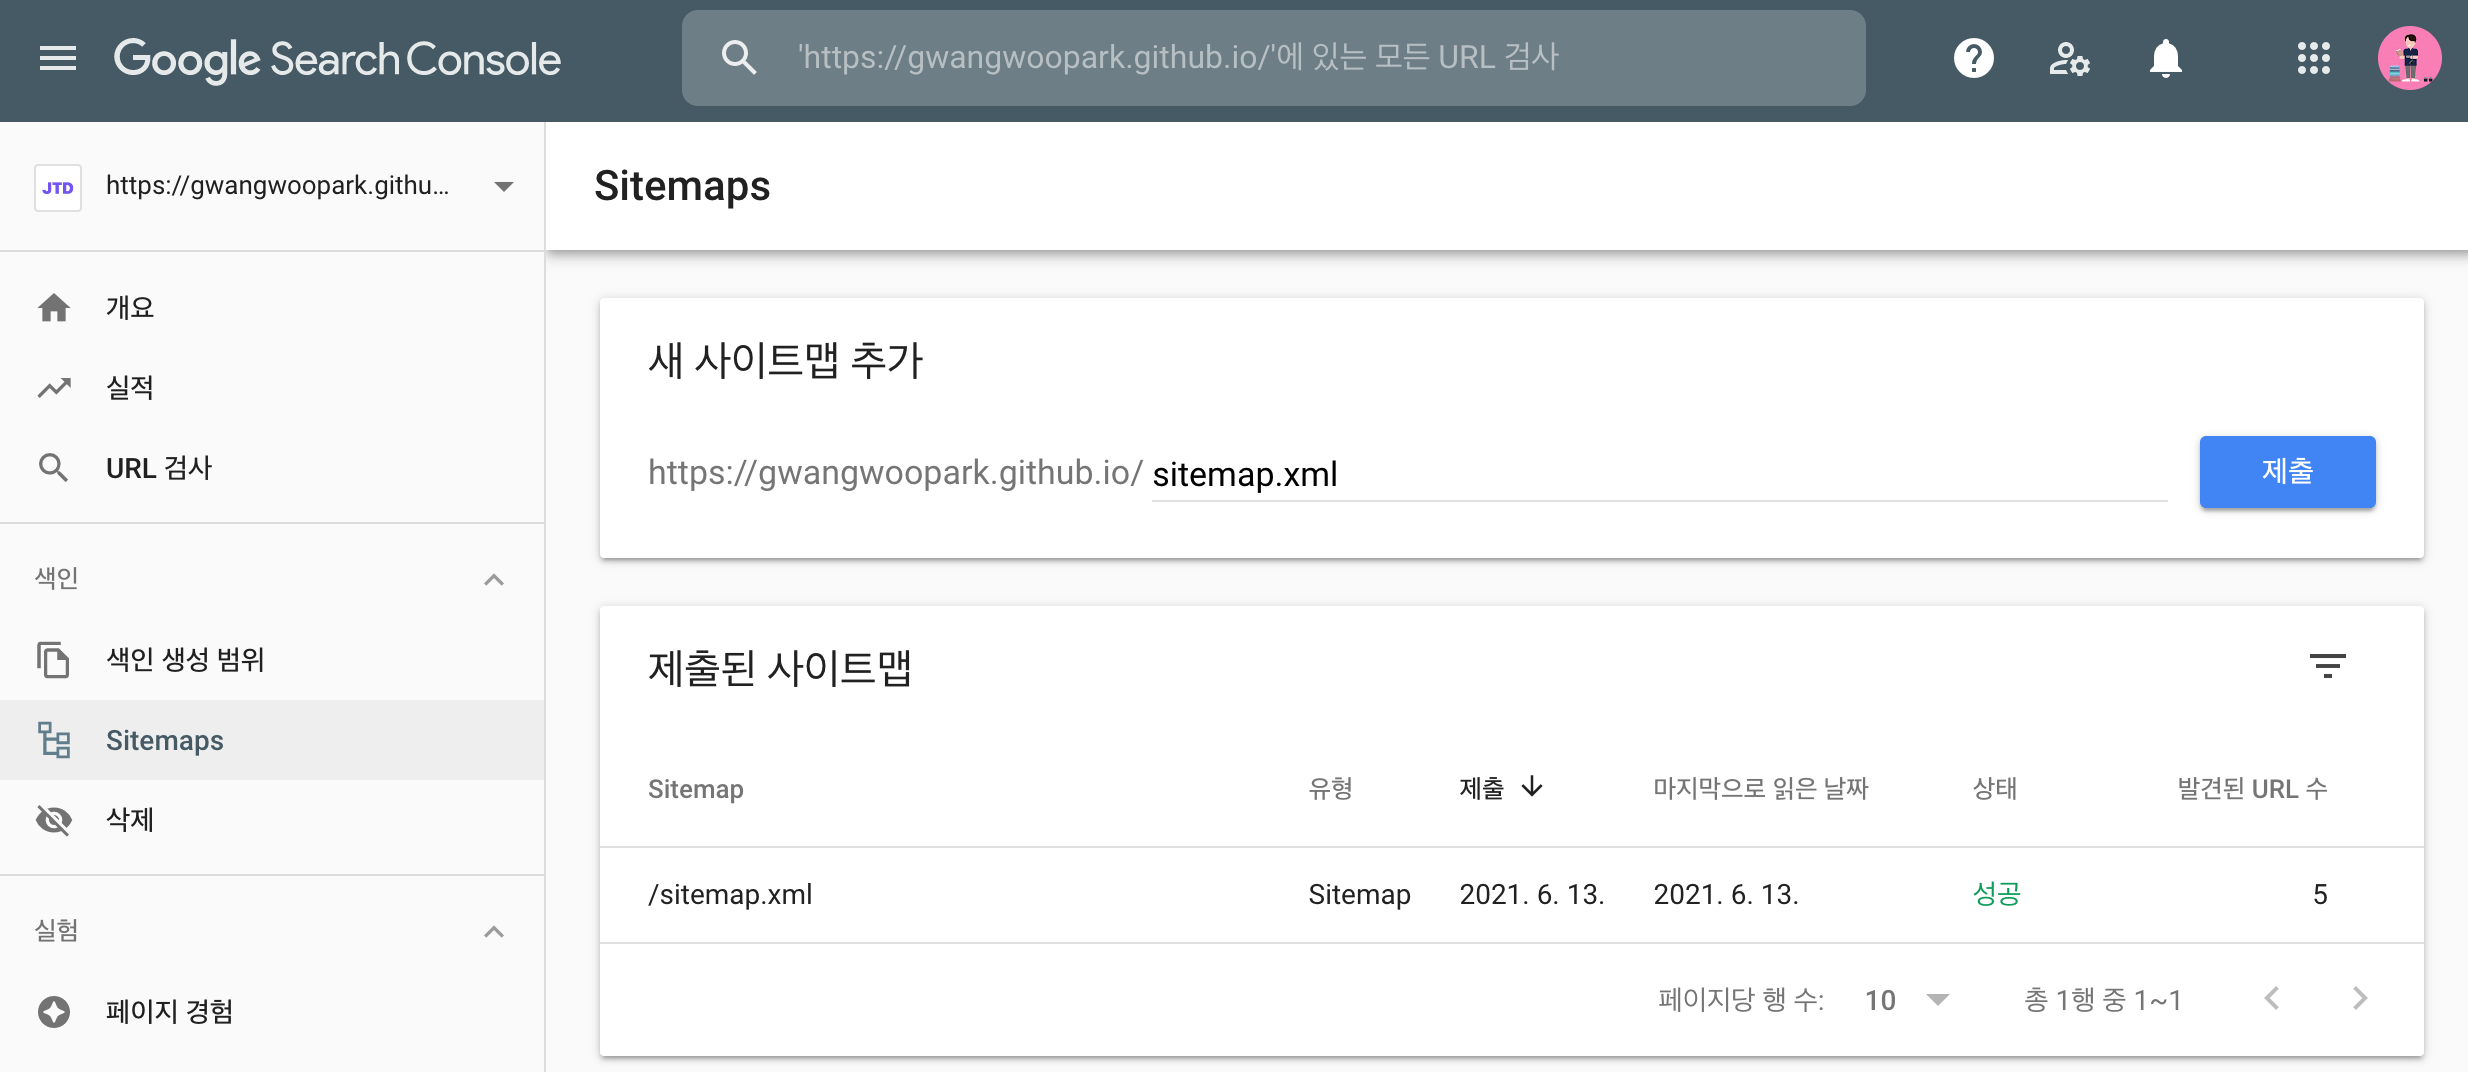 Google Search Console
'https://gwangwoopark.github.io/'에 있는 모든 URL 검사
JTD
https://gwangwoopark.githu...
Sitemaps
개요
실적
URL 검사
색인
색인 생성 범위
Sitemaps
삭제
실험
페이지 경험
새 사이트맵 추가
https://gwangwoopark.github.io/ sitemap.xml
제출
제출된 사이트맵
Sitemap 유형 제출 마지막으로 읽은 날짜 상태 발견된 URL 수
/sitemap.xml Sitemap 2021. 6. 13. 2021. 6. 13. 성공 5
페이지당 행 수: 10 총 1행 중 1~1